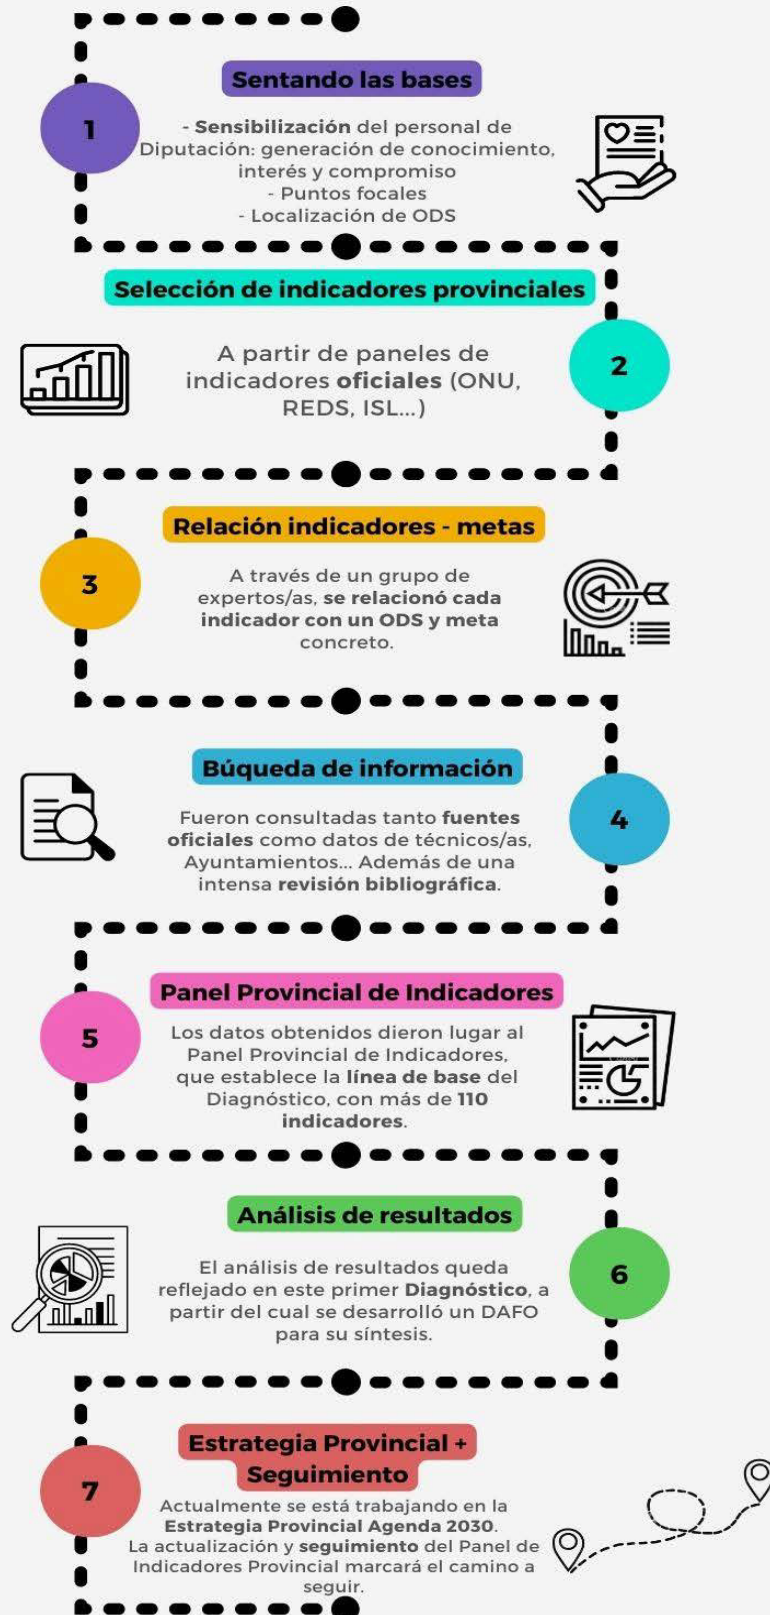 Sentando las bases
1
- Sensibilización del personal de
Diputación: generación de conocimiento,
interés y compromiso
- Puntos focales
- Localización de ODS
Selección de indicadores provinciales
2
A partir de paneles de
indicadores oficiales (ONU,
REDS, ISL...)
Relación indicadores - metas
3
A través de un grupo de
expertos/as, se relacionó cada
indicador con un ODS y meta
concreto.
Búqueda de información
4
Fueron consultadas tanto fuentes
oficiales como datos de técnicos/as,
Ayuntamientos... Además de una
intensa revisión bibliográfica.
Panel Provincial de Indicadores
5
Los datos obtenidos dieron lugar al
Panel Provincial de Indicadores,
que establece la línea de base del
Diagnóstico, con más de 110
indicadores.
Análisis de resultados
6
El análisis de resultados queda
reflejado en este primer Diagnóstico, a
partir del cual se desarrolló un DAFO
para su síntesis.
Estrategia Provincial +
Seguimiento
7
Actualmente se está trabajando en la
Estrategia Provincial Agenda 2030.
La actualización y seguimiento del Panel de
Indicadores Provincial marcará el camino a
seguir.